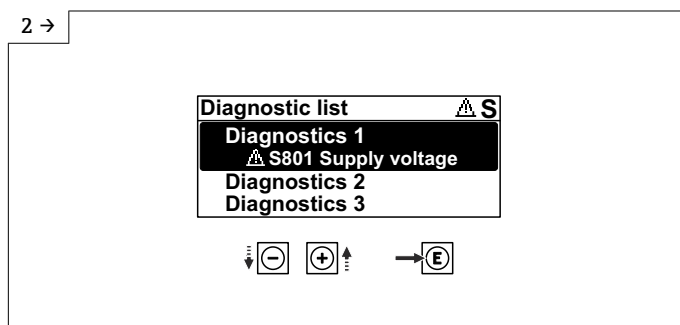 2 →
Diagnostic list ⚠ S
Diagnostics 1
⚠ S801 Supply voltage
Diagnostics 2
Diagnostics 3
− + E